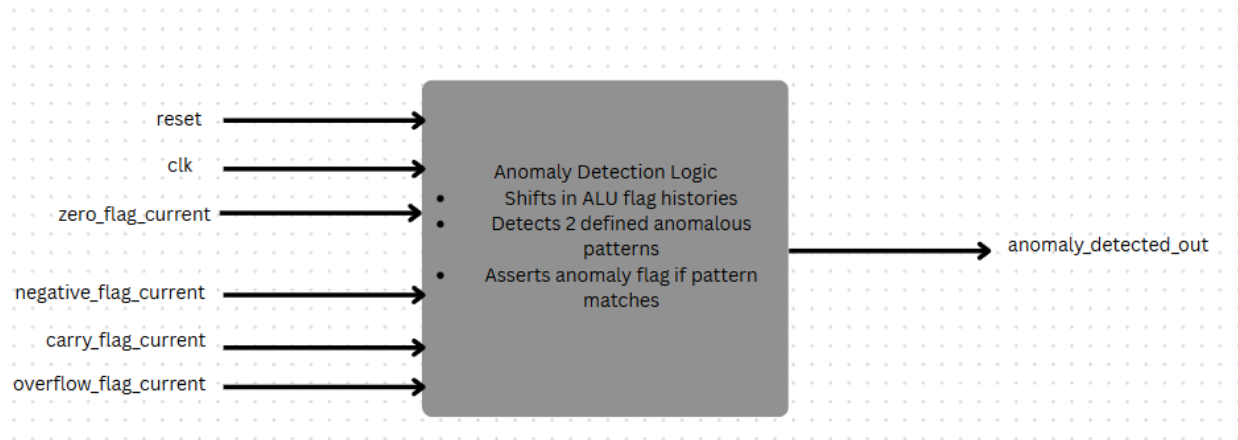 reset
clk
zero_flag_current
negative_flag_current
carry_flag_current
overflow_flag_current
Anomaly Detection Logic
• Shifts in ALU flag histories
• Detects 2 defined anomalous
patterns
• Asserts anomaly flag if pattern
matches
anomaly_detected_out